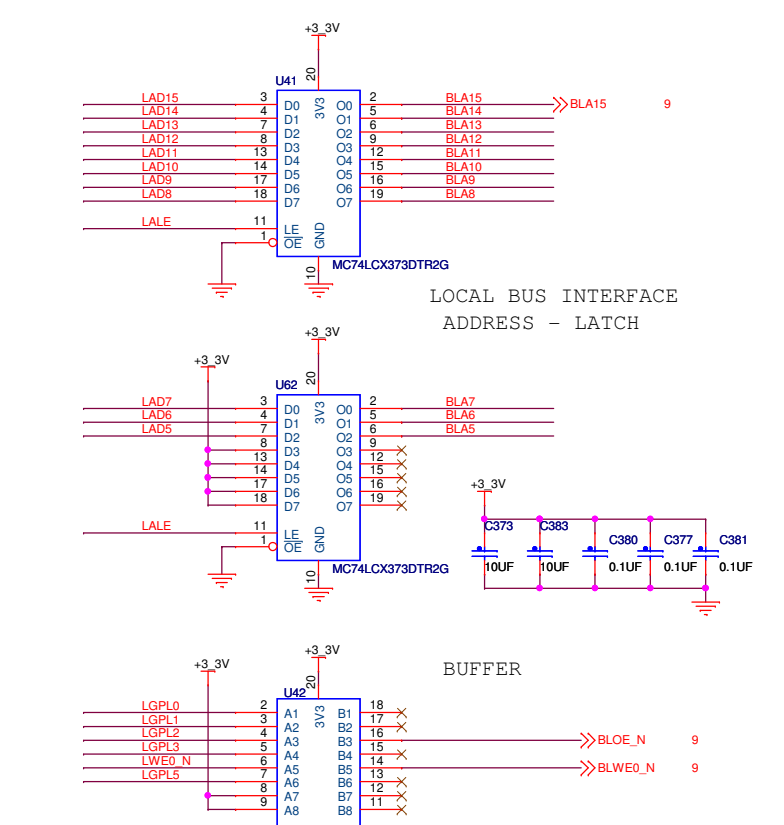 +3_3V
U41
20
LAD15 3 D0 3V3 O0 2 BLA15 BLA15 9
LAD14 4 D1 O1 5 BLA14
LAD13 7 D2 O2 6 BLA13
LAD12 8 D3 O3 9 BLA12
LAD11 13 D4 O4 12 BLA11
LAD10 14 D5 O5 15 BLA10
LAD9 17 D6 O6 16 BLA9
LAD8 18 D7 O7 19 BLA8
LALE 11 LE
1 OE GND
10
MC74LCX373DTR2G
LOCAL BUS INTERFACE
ADDRESS - LATCH
+3_3V
+3_3V
U62
20
LAD7 3 D0 3V3 O0 2 BLA7
LAD6 4 D1 O1 5 BLA6
LAD5 7 D2 O2 6 BLA5
8 D3 O3 9
13 D4 O4 12
14 D5 O5 15
17 D6 O6 16
18 D7 O7 19
LALE 11 LE
1 OE GND
10
MC74LCX373DTR2G
+3_3V
C373 C383 C380 C377 C381
10UF 10UF 0.1UF 0.1UF 0.1UF
+3_3V
+3_3V
BUFFER
U42
20
LGPL0 2 A1 3V3 B1 18
LGPL1 3 A2 B2 17
LGPL2 4 A3 B3 16 BLOE_N 9
LGPL3 5 A4 B4 15
LWE0_N 6 A5 B5 14 BLWE0_N 9
LGPL5 7 A6 B6 13
8 A7 B7 12
9 A8 B8 11